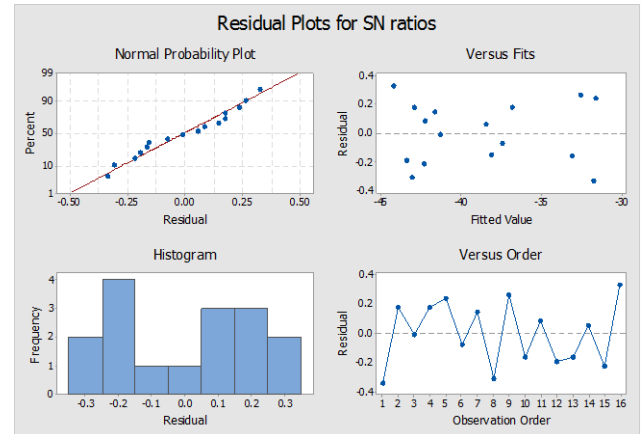 Residual Plots for SN ratios
Normal Probability Plot
99
90
50
10
1
Percent
-0.50 -0.25 0.00 0.25 0.50
Residual
Versus Fits
0.4
0.2
0.0
-0.2
-0.4
Residual
-45 -40 -35 -30
Fitted Value
Histogram
4
3
2
1
0
Frequency
-0.3 -0.2 -0.1 0.0 0.1 0.2 0.3
Residual
Versus Order
0.4
0.2
0.0
-0.2
-0.4
Residual
1 2 3 4 5 6 7 8 9 10 11 12 13 14 15 16
Observation Order